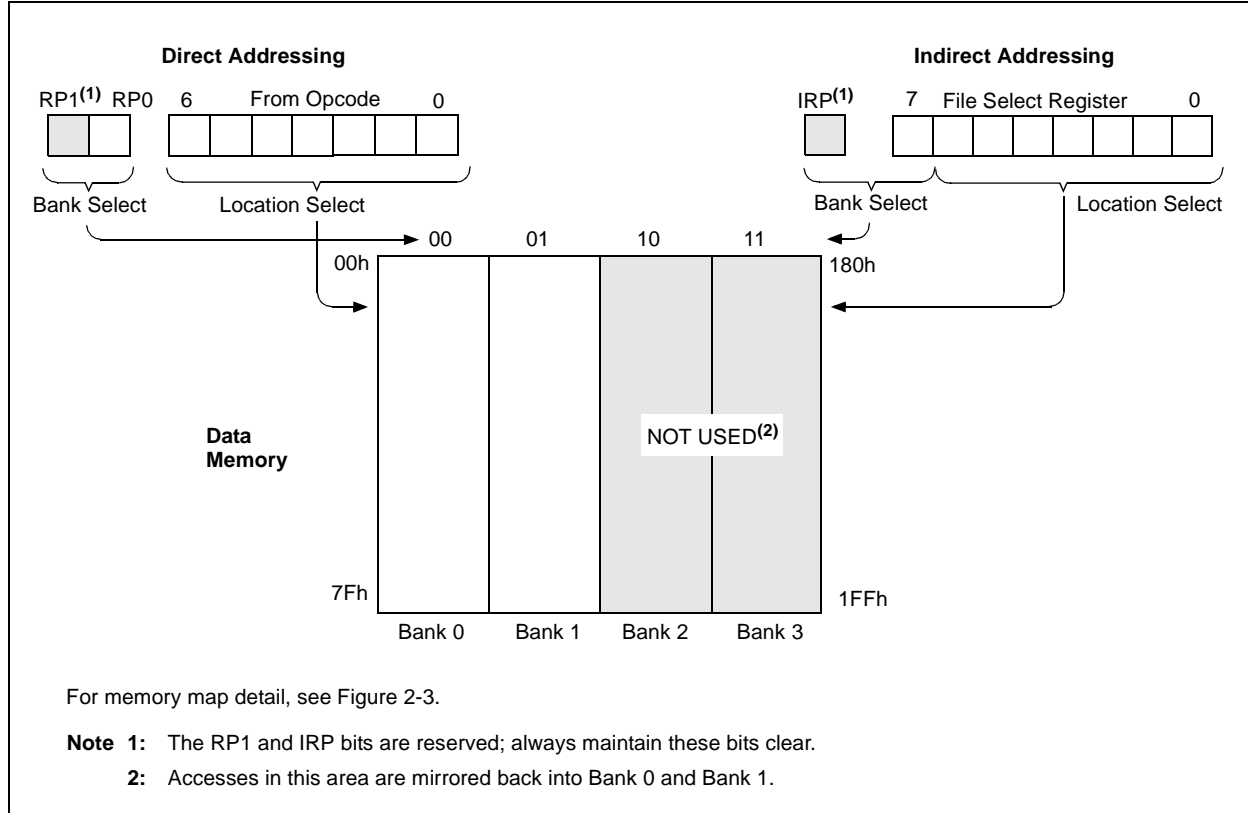 Direct Addressing
Indirect Addressing
RP1(1) RP0 6 From Opcode 0
IRP(1) 7 File Select Register 0
Bank Select Location Select
Bank Select Location Select
00 01 10 11
00h 180h
Data
Memory
NOT USED(2)
7Fh 1FFh
Bank 0 Bank 1 Bank 2 Bank 3
For memory map detail, see Figure 2-3.
Note 1: The RP1 and IRP bits are reserved; always maintain these bits clear.
2: Accesses in this area are mirrored back into Bank 0 and Bank 1.